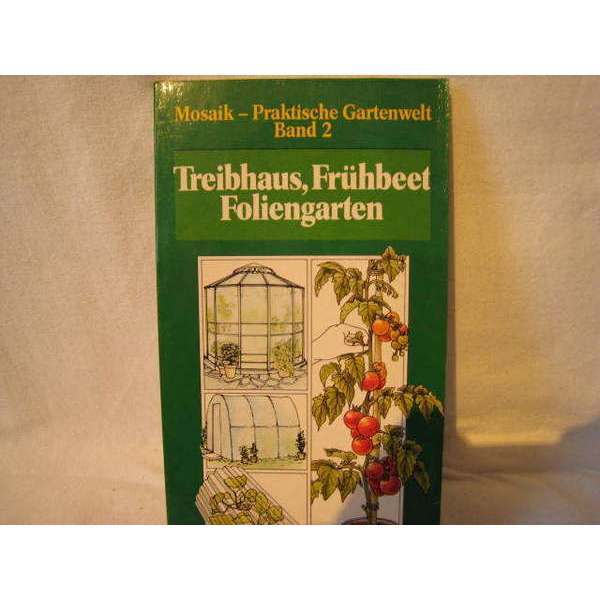 Mosaik – Praktische Gartenwelt
Band 2
Treibhaus, Frühbeet
Foliengarten